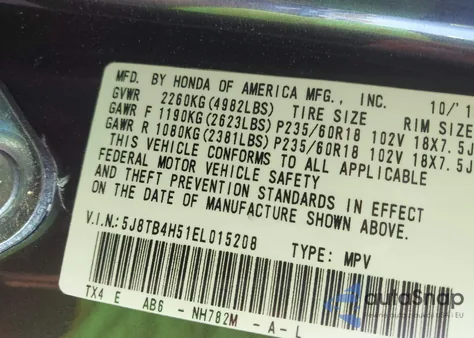 MFD. BY HONDA OF AMERICA MFG., INC. 10/'1
GVWR 2260KG(4982LBS) TIRE SIZE RIM SIZE
GAWR F 1190KG(2623LBS) P235/60R18 102V 18X7.5J
GAWR R 1080KG(2381LBS) P235/60R18 102V 18X7.5J
THIS VEHICLE CONFORMS TO ALL APPLICABLE
FEDERAL MOTOR VEHICLE SAFETY
AND THEFT PREVENTION STANDARDS IN EFFECT
ON THE DATE OF MANUFACTURE SHOWN ABOVE.
V.I.N.: 5J8TB4H51EL015208 TYPE: MPV
TX4 E AB6 - NH782M - A - L
autoSnap